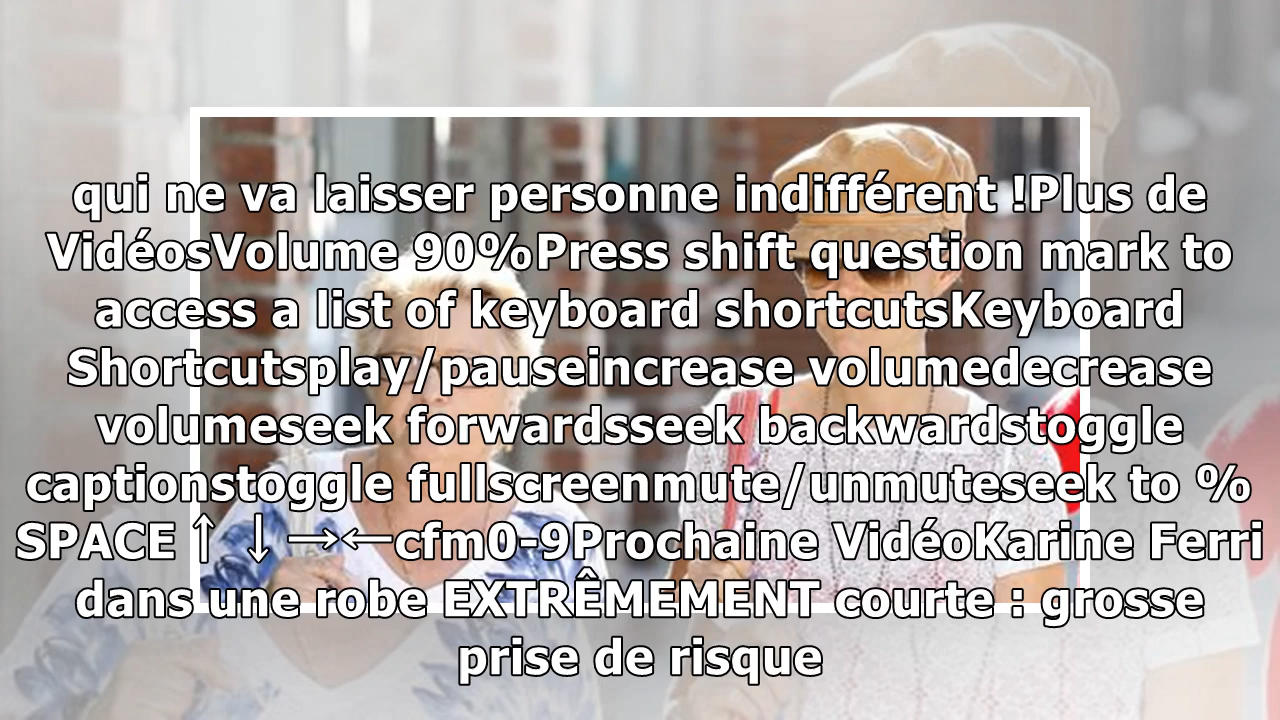 qui ne va laisser personne indifférent !Plus de
VidéosVolume 90%Press shift question mark to
access a list of keyboard shortcutsKeyboard
Shortcutsplay/pauseincrease volumedecrease
volumeseek forwardsseek backwardstoggle
captionstoggle fullscreenmute/unmuteseek to %
SPACE ↑ ↓ →←cfm0-9Prochaine VidéoKarine Ferri
dans une robe EXTRÊMEMENT courte : grosse
prise de risque